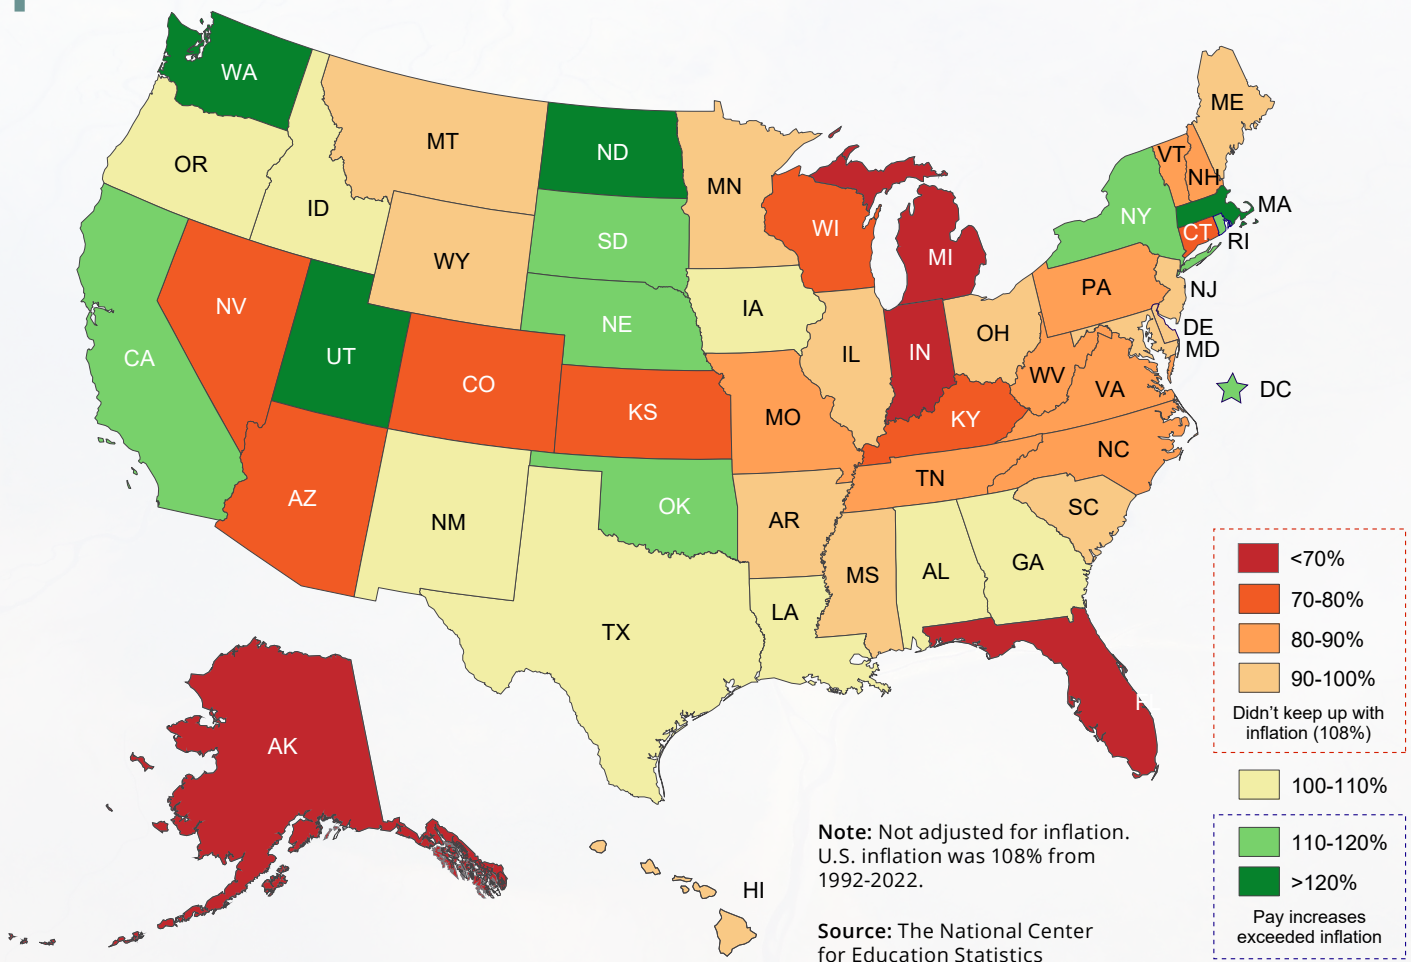 WA
OR
ID
MT
ND
MN
WI
MI
ME
VT
NH
NY
MA
CT
RI
CA
NV
UT
WY
SD
NE
IA
IL
IN
OH
PA
NJ
DE
MD
DC
CO
KS
MO
KY
WV
VA
AZ
NM
OK
AR
TN
NC
SC
TX
LA
MS
AL
GA
AK
HI
<70%
70-80%
80-90%
90-100%
Didn't keep up with
inflation (108%)
100-110%
110-120%
>120%
Pay increases
exceeded inflation
Note: Not adjusted for inflation.
U.S. inflation was 108% from
1992-2022.
Source: The National Center
for Education Statistics